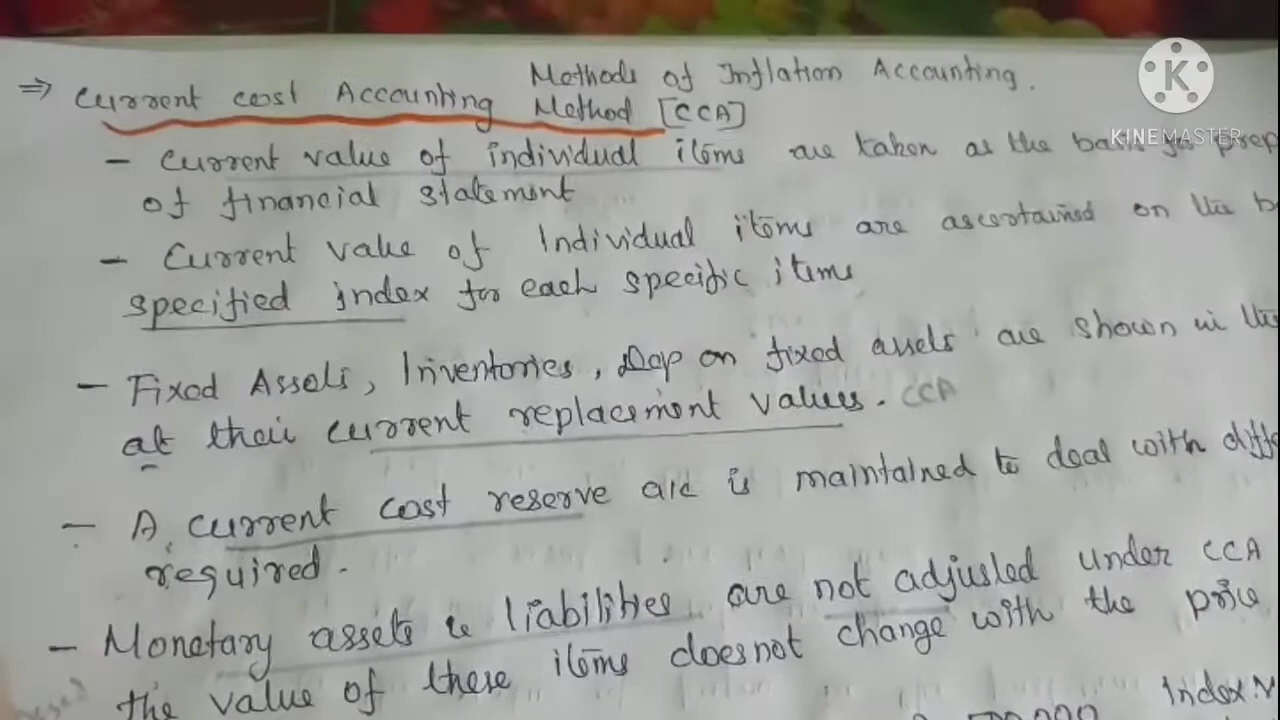 Methods of Inflation Accounting.
⇒ Current cost Accounting Method [CCA]
KINEMASTER
- Current value of individual items are taken as the basis for prep
of financial statement
- Current value of Individual items are ascertained on the b
specified index for each specific items
- Fixed Assets, Inventories, Dep on fixed assets are shown in the
at their current replacement values. CCA
- A current cost reserve a/c is maintained to deal with diffe
required.
- Monetary assets & liabilities are not adjusted under CCA
the value of these items does not change with the price
Index.